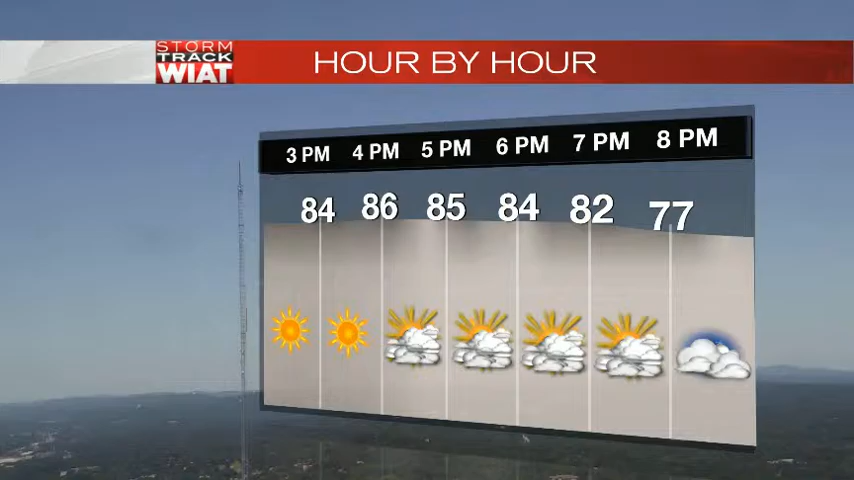 STORM
TRACK
WIAT
HOUR BY HOUR
3 PM 4 PM 5 PM 6 PM 7 PM 8 PM
84 86 85 84 82 77